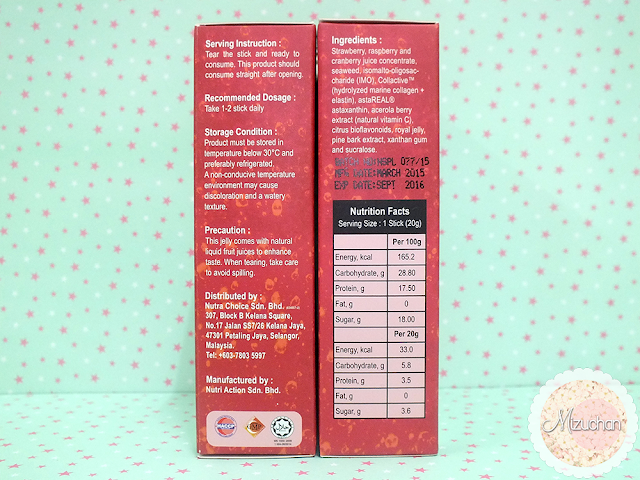 Serving Instruction :
Tear the stick and ready to
consume. This product should
consume straight after opening.
Recommended Dosage :
Take 1-2 stick daily
Storage Condition :
Product must be stored in
temperature below 30°C and
preferably refrigerated.
A non-conducive temperature
environment may cause
discoloration and a watery
texture.
Precaution :
This jelly comes with natural
liquid fruit juices to enhance
taste. When tearing, take care
to avoid spilling.
Distributed by :
Nutra Choice Sdn. Bhd.
307, Block B Kelana Square,
No.17 Jalan SS7/26 Kelana Jaya,
47301 Petaling Jaya, Selangor,
Malaysia.
Tel: +603-7803 5997
Manufactured by :
Nutri Action Sdn. Bhd.
HACCP
Ingredients :
Strawberry, raspberry and
cranberry juice concentrate,
seaweed, isomalto-oligosac-
charide (IMO), Collactive™
(hydrolyzed marine collagen +
elastin), astaREAL®
astaxanthin, acerola berry
extract (natural vitamin C),
citrus bioflavonoids, royal jelly,
pine bark extract, xanthan gum
and sucralose.
MFG DATE:MARCH 2015
EXP DATE:SEPT 2016
Nutrition Facts
Serving Size : 1 Stick (20g)
Per 100g
Energy, kcal 165.2
Carbohydrate, g 28.80
Protein, g 17.50
Fat, g 0
Sugar, g 18.00
Per 20g
Energy, kcal 33.0
Carbohydrate, g 5.8
Protein, g 3.5
Fat, g 0
Sugar, g 3.6
Mizuchan